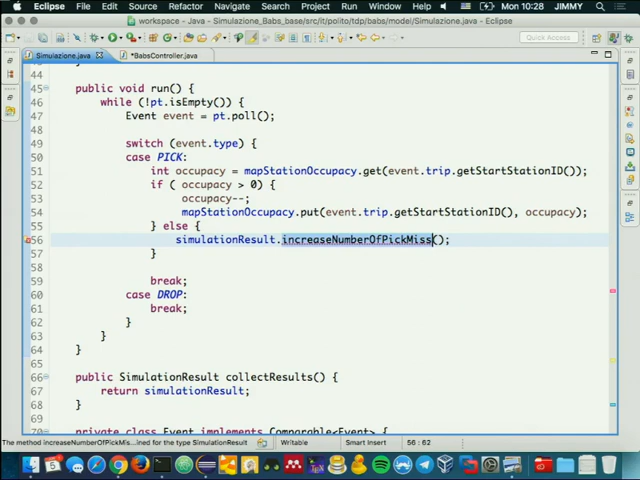 Eclipse File Edit Source Refactor Navigate Search Project Run Window Mon 10:28 JIMMY
workspace - Java - Simulazione_Babs_base/src/it/polito/tdp/babs/model/Simulazione.java - Eclipse
Quick Access
Simulazione.java *BabsController.java
44
45 public void run() {
46 while (!pt.isEmpty()) {
47 Event event = pt.poll();
48
49 switch (event.type) {
50 case PICK:
51 int occupacy = mapStationOccupacy.get(event.trip.getStartStationID());
52 if ( occupacy > 0) {
53 occupacy--;
54 mapStationOccupacy.put(event.trip.getStartStationID(), occupacy);
55 } else {
56 simulationResult.increaseNumberOfPickMiss();
57 }
58
59 break;
60 case DROP:
61 break;
62 }
63 }
64 }
65
66 public SimulationResult collectResults() {
67 return simulationResult;
68 }
69
70 private class Event implements Comparable<Event> {
The method increaseNumberOfPickMis...ined for the type SimulationResult Writable Smart Insert 56 : 62